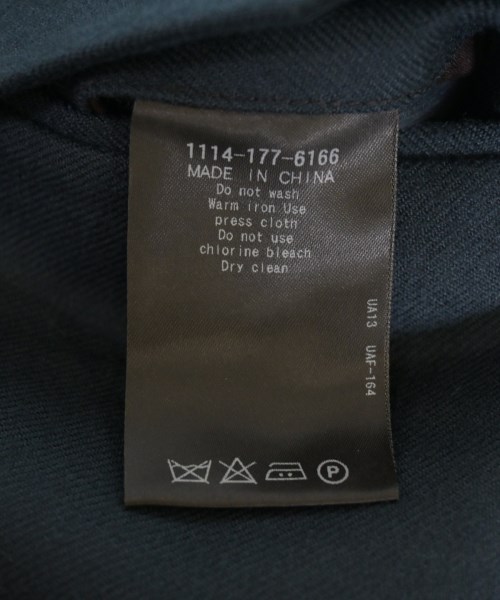 1114-177-6166
MADE IN CHINA
Do not wash
Warm iron Use
press cloth
Do not use
chlorine bleach
Dry clean
UA13 UAF-164
P